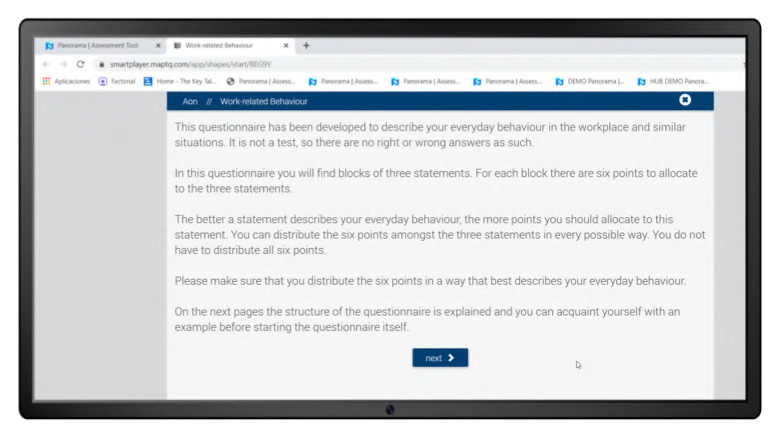 Panorama | Assessment Tool
Work-related Behaviour
smartplayer.maptq.com/app/shapes/start/BEG99Y
Aplicaciones Factorial Home - The Key Tal... Panorama | Assess... Panorama | Assess... Panorama | Assess... Panorama | Assess... DEMO Panorama |... HUB DEMO Panora...
Aon // Work-related Behaviour
This questionnaire has been developed to describe your everyday behaviour in the workplace and similar
situations. It is not a test, so there are no right or wrong answers as such.
In this questionnaire you will find blocks of three statements. For each block there are six points to allocate
to the three statements.
The better a statement describes your everyday behaviour, the more points you should allocate to this
statement. You can distribute the six points amongst the three statements in every possible way. You do not
have to distribute all six points.
Please make sure that you distribute the six points in a way that best describes your everyday behaviour.
On the next pages the structure of the questionnaire is explained and you can acquaint yourself with an
example before starting the questionnaire itself.
next